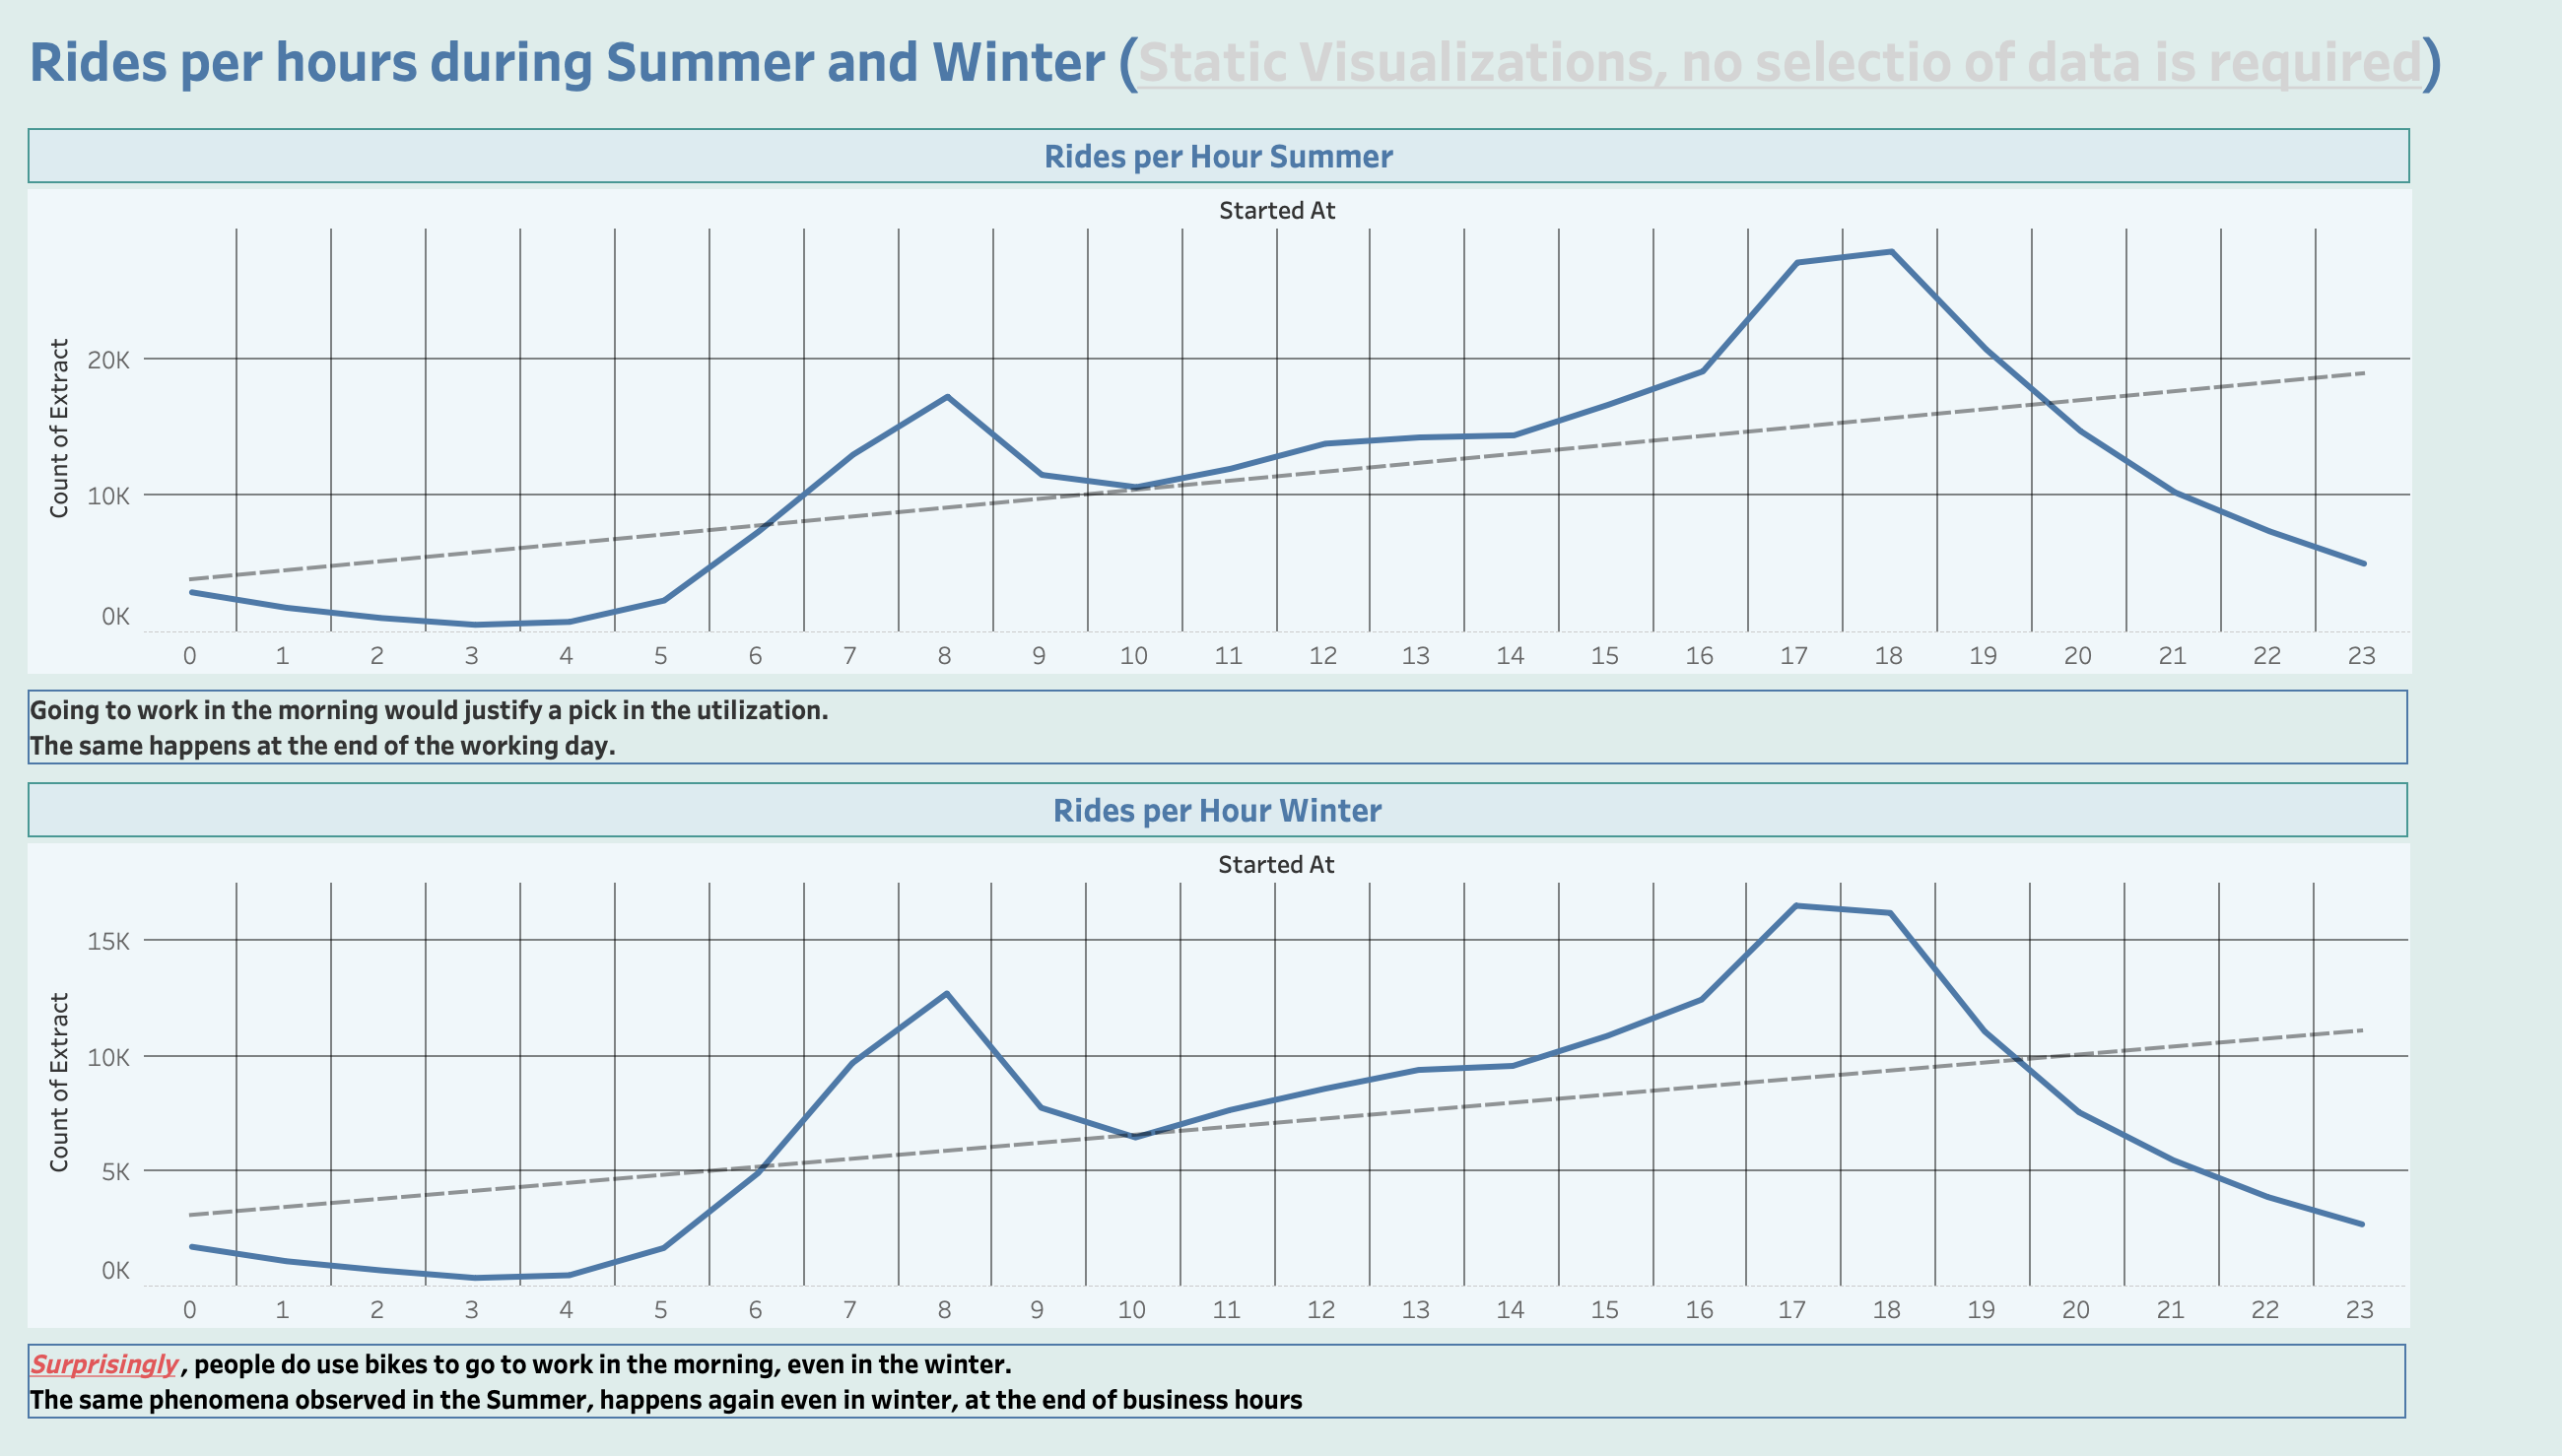 Rides per hours during Summer and Winter (Static Visualizations, no selectio of data is required)
Rides per Hour Summer
Started At
Count of Extract
20K
10K
0K
0 1 2 3 4 5 6 7 8 9 10 11 12 13 14 15 16 17 18 19 20 21 22 23
Going to work in the morning would justify a pick in the utilization.
The same happens at the end of the working day.
Rides per Hour Winter
Started At
Count of Extract
15K
10K
5K
0K
0 1 2 3 4 5 6 7 8 9 10 11 12 13 14 15 16 17 18 19 20 21 22 23
Surprisingly, people do use bikes to go to work in the morning, even in the winter.
The same phenomena observed in the Summer, happens again even in winter, at the end of business hours